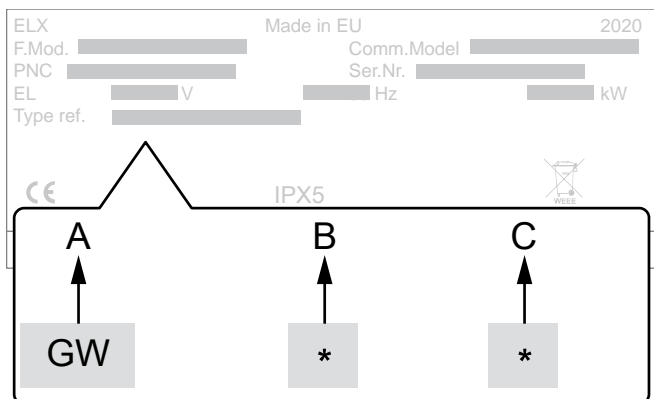 ELX Made in EU 2020
F.Mod. Comm.Model
PNC Ser.Nr.
EL V Hz kW
Type ref.
CE IPX5
WEEE
A B C
GW * *